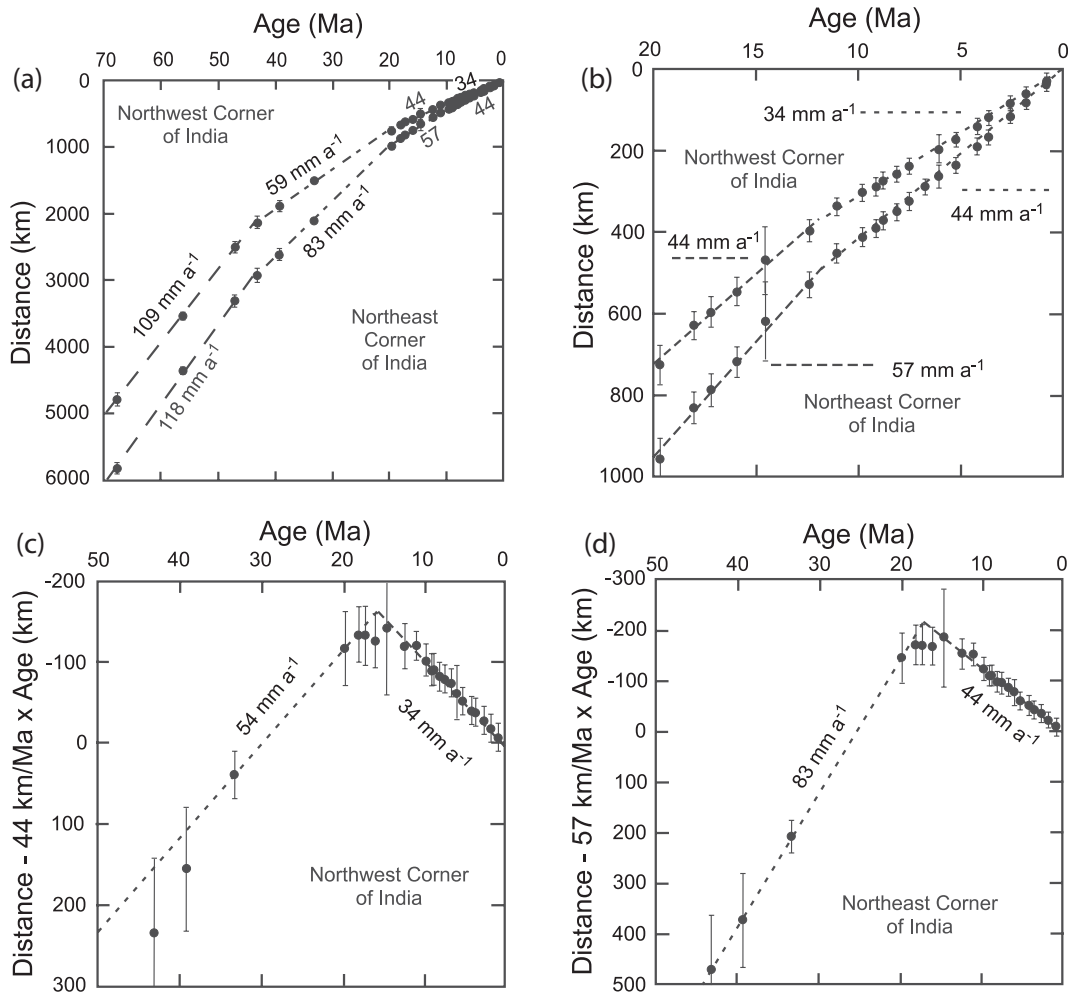 (a)
Age (Ma)
70 60 50 40 30 20 10 0
Distance (km)
0
1000
2000
3000
4000
5000
6000
Northwest Corner
of India
34
44
44
57
59 mm a-1
83 mm a-1
109 mm a-1
118 mm a-1
Northeast
Corner
of India
(b)
Age (Ma)
20 15 10 5 0
Distance (km)
0
200
400
600
800
1000
34 mm a-1
Northwest Corner
of India
44 mm a-1
44 mm a-1
57 mm a-1
Northeast Corner
of India
(c)
Age (Ma)
50 40 30 20 10 0
Distance - 44 km/Ma x Age (km)
-200
-100
0
100
200
300
54 mm a-1
34 mm a-1
Northwest Corner
of India
(d)
Age (Ma)
50 40 30 20 10 0
Distance - 57 km/Ma x Age (km)
-300
-200
-100
0
100
200
300
400
500
83 mm a-1
44 mm a-1
Northeast Corner
of India